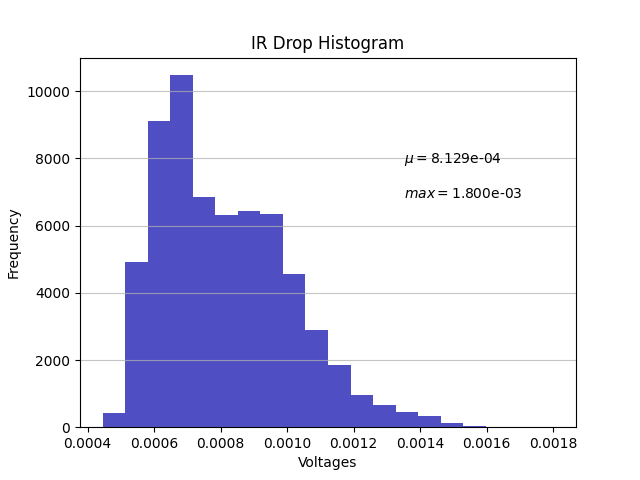 IR Drop Histogram
10000
8000
6000
4000
2000
0
Frequency
μ = 8.129e-04
max = 1.800e-03
0.0004 0.0006 0.0008 0.0010 0.0012 0.0014 0.0016 0.0018
Voltages